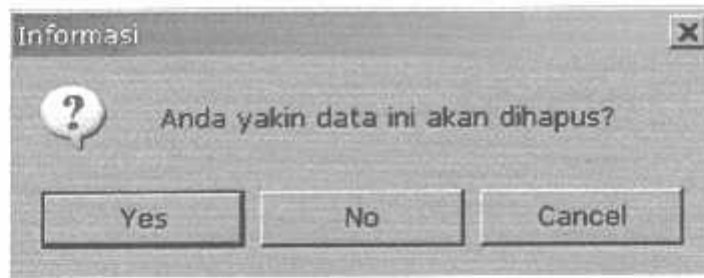 Informasi
?
Anda yakin data ini akan dihapus?
Yes
No
Cancel